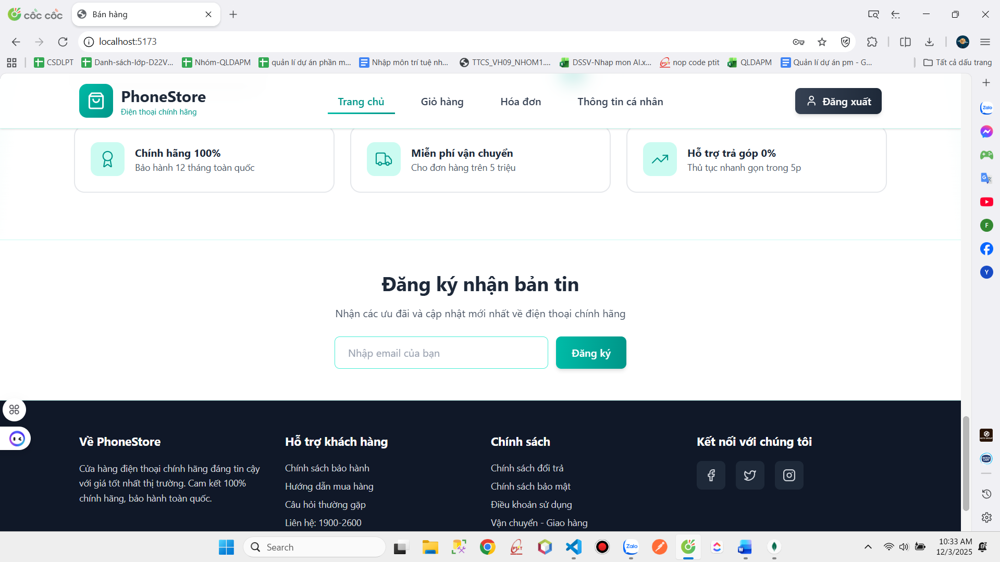 cốc cốc
Bán hàng
localhost:5173
CSDLPT
Danh-sách-lớp-D22V...
Nhóm-QLDAPM
quản lí dự án phần m...
Nhập môn trí tuệ nh...
TTCS_VH09_NHOM1....
DSSV-Nhap mon AI.x...
nop code ptit
QLDAPM
Quản lí dự án pm - G...
Tất cả dấu trang
PhoneStore
Điện thoại chính hãng
Trang chủ
Giỏ hàng
Hóa đơn
Thông tin cá nhân
Đăng xuất
Chính hãng 100%
Bảo hành 12 tháng toàn quốc
Miễn phí vận chuyển
Cho đơn hàng trên 5 triệu
Hỗ trợ trả góp 0%
Thủ tục nhanh gọn trong 5p
Đăng ký nhận bản tin
Nhận các ưu đãi và cập nhật mới nhất về điện thoại chính hãng
Nhập email của bạn
Đăng ký
Về PhoneStore
Cửa hàng điện thoại chính hãng đáng tin cậy
với giá tốt nhất thị trường. Cam kết 100%
chính hãng, bảo hành toàn quốc.
Hỗ trợ khách hàng
Chính sách bảo hành
Hướng dẫn mua hàng
Câu hỏi thường gặp
Liên hệ: 1900-2600
Chính sách
Chính sách đổi trả
Chính sách bảo mật
Điều khoản sử dụng
Vận chuyển - Giao hàng
Kết nối với chúng tôi
Zalo
F
Y
Search
Zalo
10:33 AM
12/3/2025